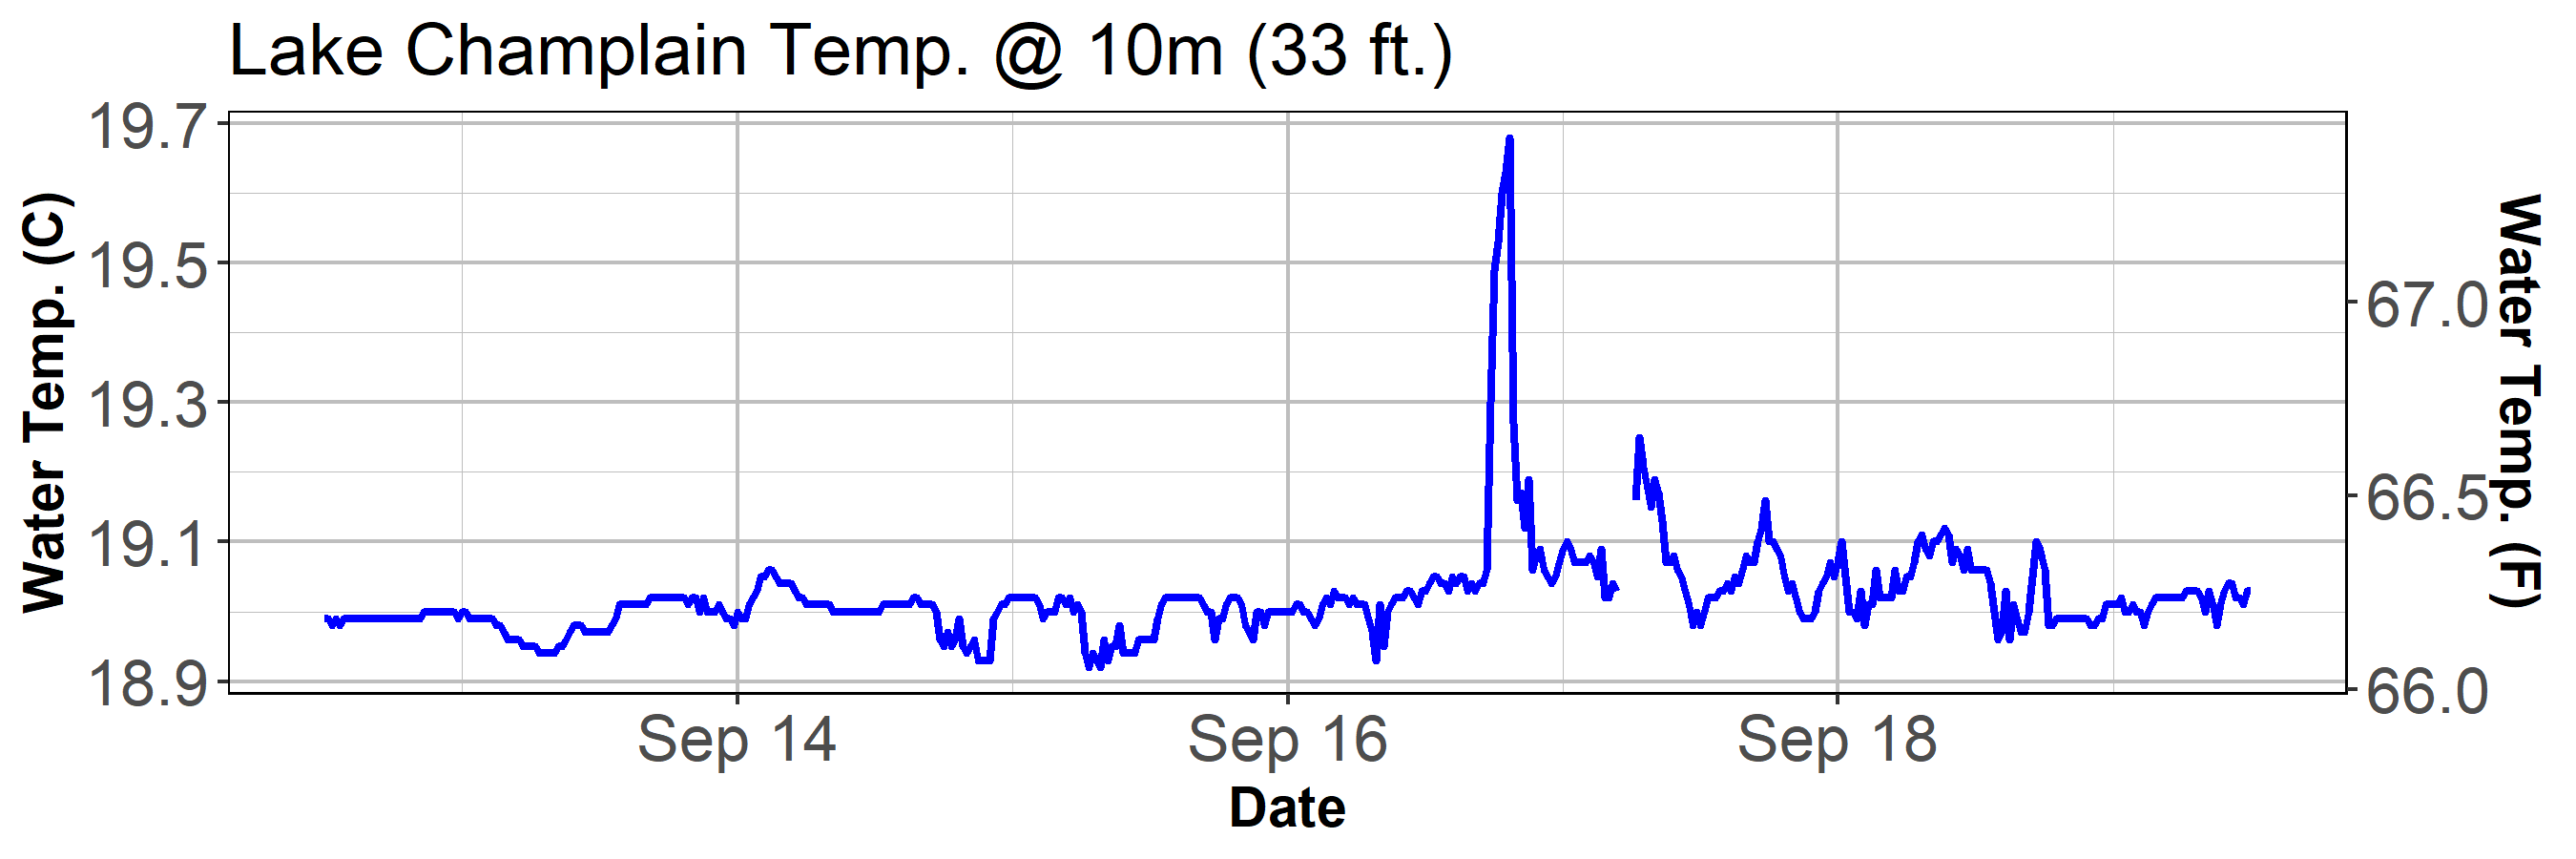 Lake Champlain Temp. @ 10m (33 ft.)
Water Temp. (C)
19.7
19.5
19.3
19.1
18.9
67.0
66.5
66.0
Water Temp. (F)
Sep 14
Sep 16
Sep 18
Date